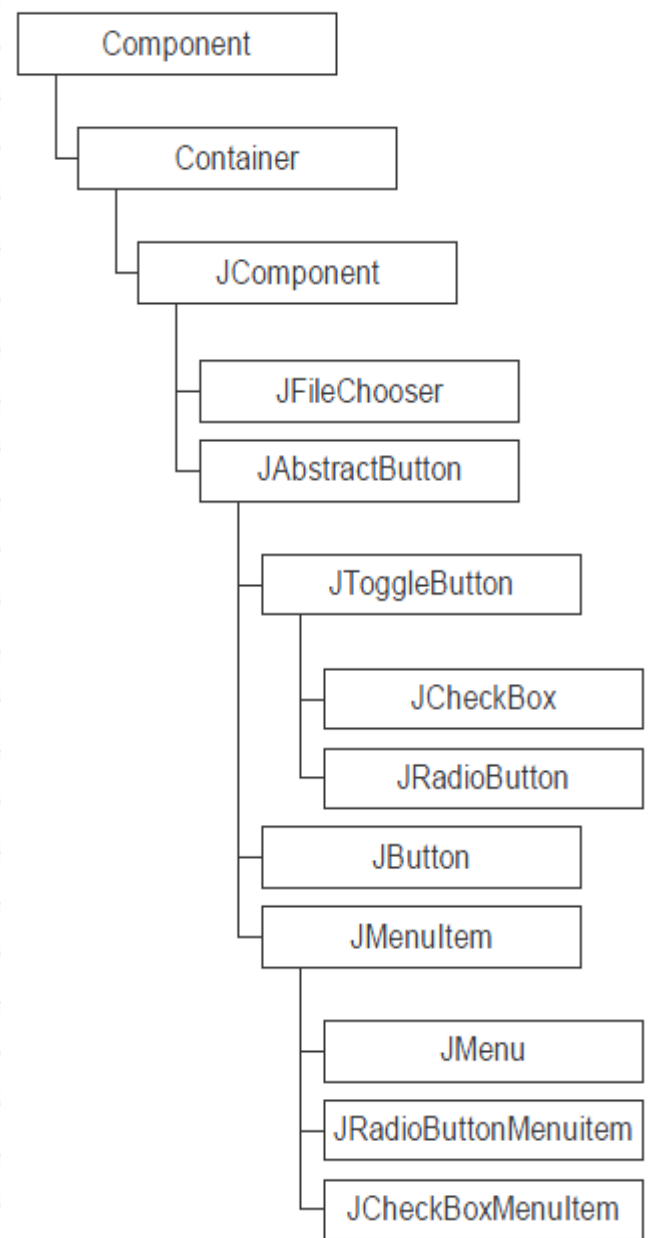 Component
Container
JComponent
JFileChooser
JAbstractButton
JToggleButton
JCheckBox
JRadioButton
JButton
JMenuItem
JMenu
JRadioButtonMenuitem
JCheckBoxMenuItem